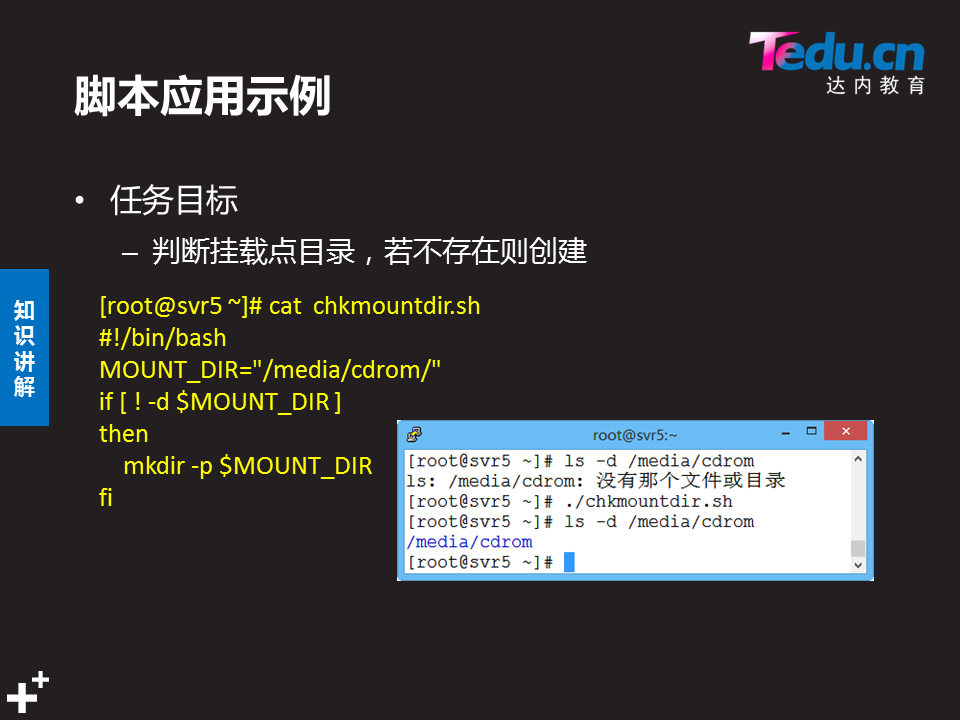 Tedu.cn
达内教育
脚本应用示例
• 任务目标
– 判断挂载点目录，若不存在则创建
知识讲解
[root@svr5 ~]# cat  chkmountdir.sh
#!/bin/bash
MOUNT_DIR="/media/cdrom/"
if [ ! -d $MOUNT_DIR ]
then
    mkdir -p $MOUNT_DIR
fi
root@svr5:~
[root@svr5 ~]# ls -d /media/cdrom
ls: /media/cdrom: 没有那个文件或目录
[root@svr5 ~]# ./chkmountdir.sh
[root@svr5 ~]# ls -d /media/cdrom
/media/cdrom
[root@svr5 ~]#